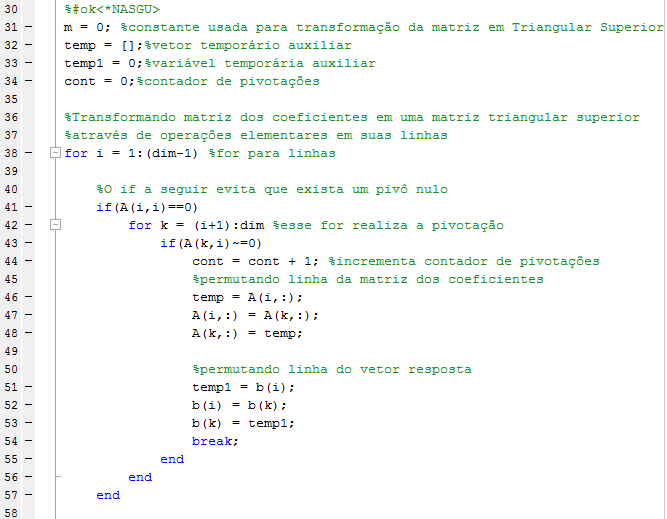 30 %#ok<*NASGU>
31 – m = 0; %constante usada para transformação da matriz em Triangular Superior
32 – temp = [];%vetor temporário auxiliar
33 – temp1 = 0;%variável temporária auxiliar
34 – cont = 0;%contador de pivotações
35
36 %Transformando matriz dos coeficientes em uma matriz triangular superior
37 %através de operações elementares em suas linhas
38 – for i = 1:(dim-1) %for para linhas
39
40 %O if a seguir evita que exista um pivô nulo
41 – if(A(i,i)==0)
42 – for k = (i+1):dim %esse for realiza a pivotação
43 – if(A(k,i)~=0)
44 – cont = cont + 1; %incrementa contador de pivotações
45 %permutando linha da matriz dos coeficientes
46 – temp = A(i,:);
47 – A(i,:) = A(k,:);
48 – A(k,:) = temp;
49
50 %permutando linha do vetor resposta
51 – temp1 = b(i);
52 – b(i) = b(k);
53 – b(k) = temp1;
54 – break;
55 – end
56 – end
57 – end
58